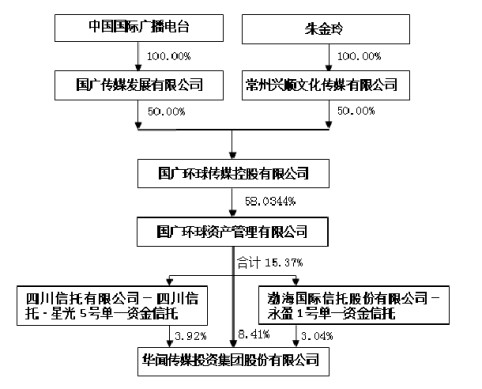 中国国际广播电台
朱金玲
100.00%
100.00%
国广传媒发展有限公司
常州兴顺文化传媒有限公司
50.00%
50.00%
国广环球传媒控股有限公司
58.0344%
国广环球资产管理有限公司
合计15.37%
四川信托有限公司－四川信
托·星光5号单一资金信托
渤海国际信托股份有限公司－
永盈1号单一资金信托
3.92%
8.41%
3.04%
华闻传媒投资集团股份有限公司